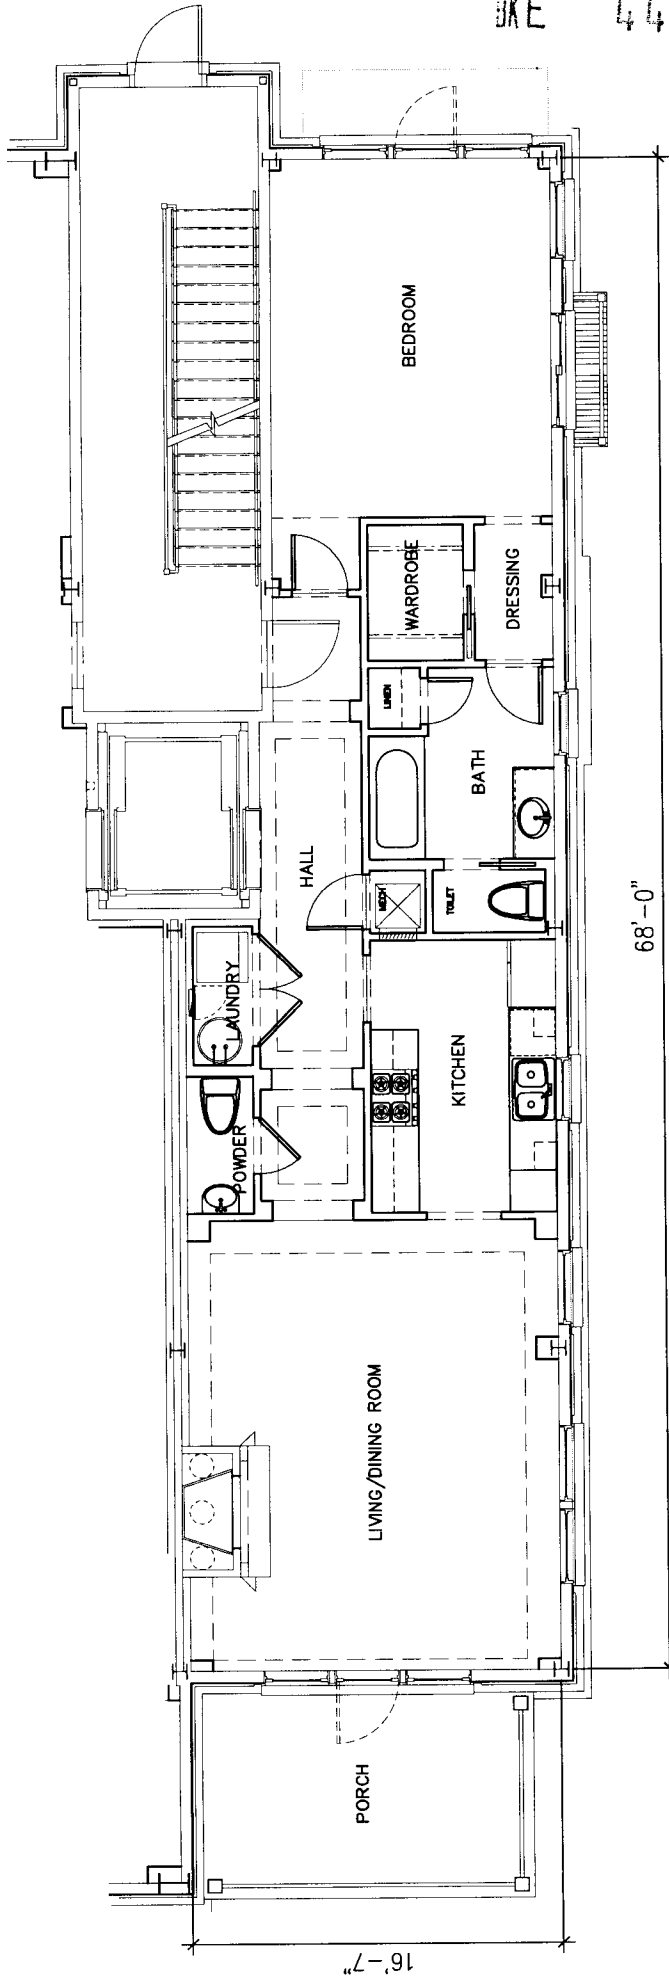 44
BEDROOM
WARDROBE
DRESSING
LINEN
BATH
HALL
MECH
TOILET
LAUNDRY
KITCHEN
POWDER
LIVING/DINING ROOM
PORCH
68'-0"
16'-7"